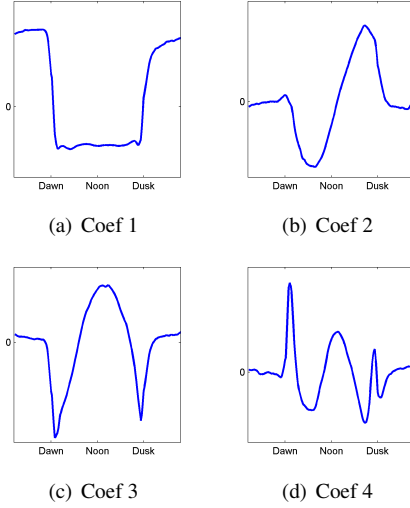 0
0
Dawn Noon Dusk
Dawn Noon Dusk
(a) Coef 1
(b) Coef 2
0
0
Dawn Noon Dusk
Dawn Noon Dusk
(c) Coef 3
(d) Coef 4